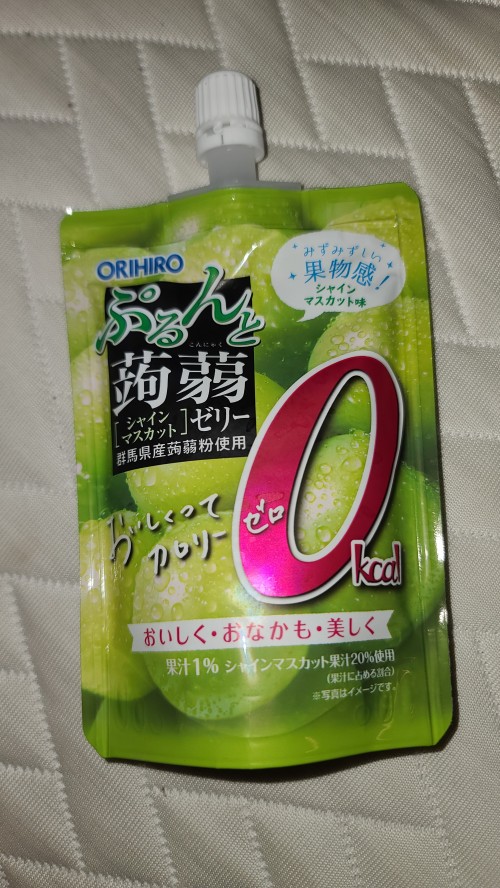 ORIHIRO
みずみずしい
果物感!
シャイン
マスカット味
ぷるんと
こんにゃく
蒟蒻
[シャインマスカット]ゼリー
群馬県産蒟蒻粉使用
おいしくって
カロリー
ゼロ
0kcal
おいしく・おなかも・美しく
果汁1% シャインマスカット果汁20%使用
(果汁に占める割合)
※写真はイメージです。